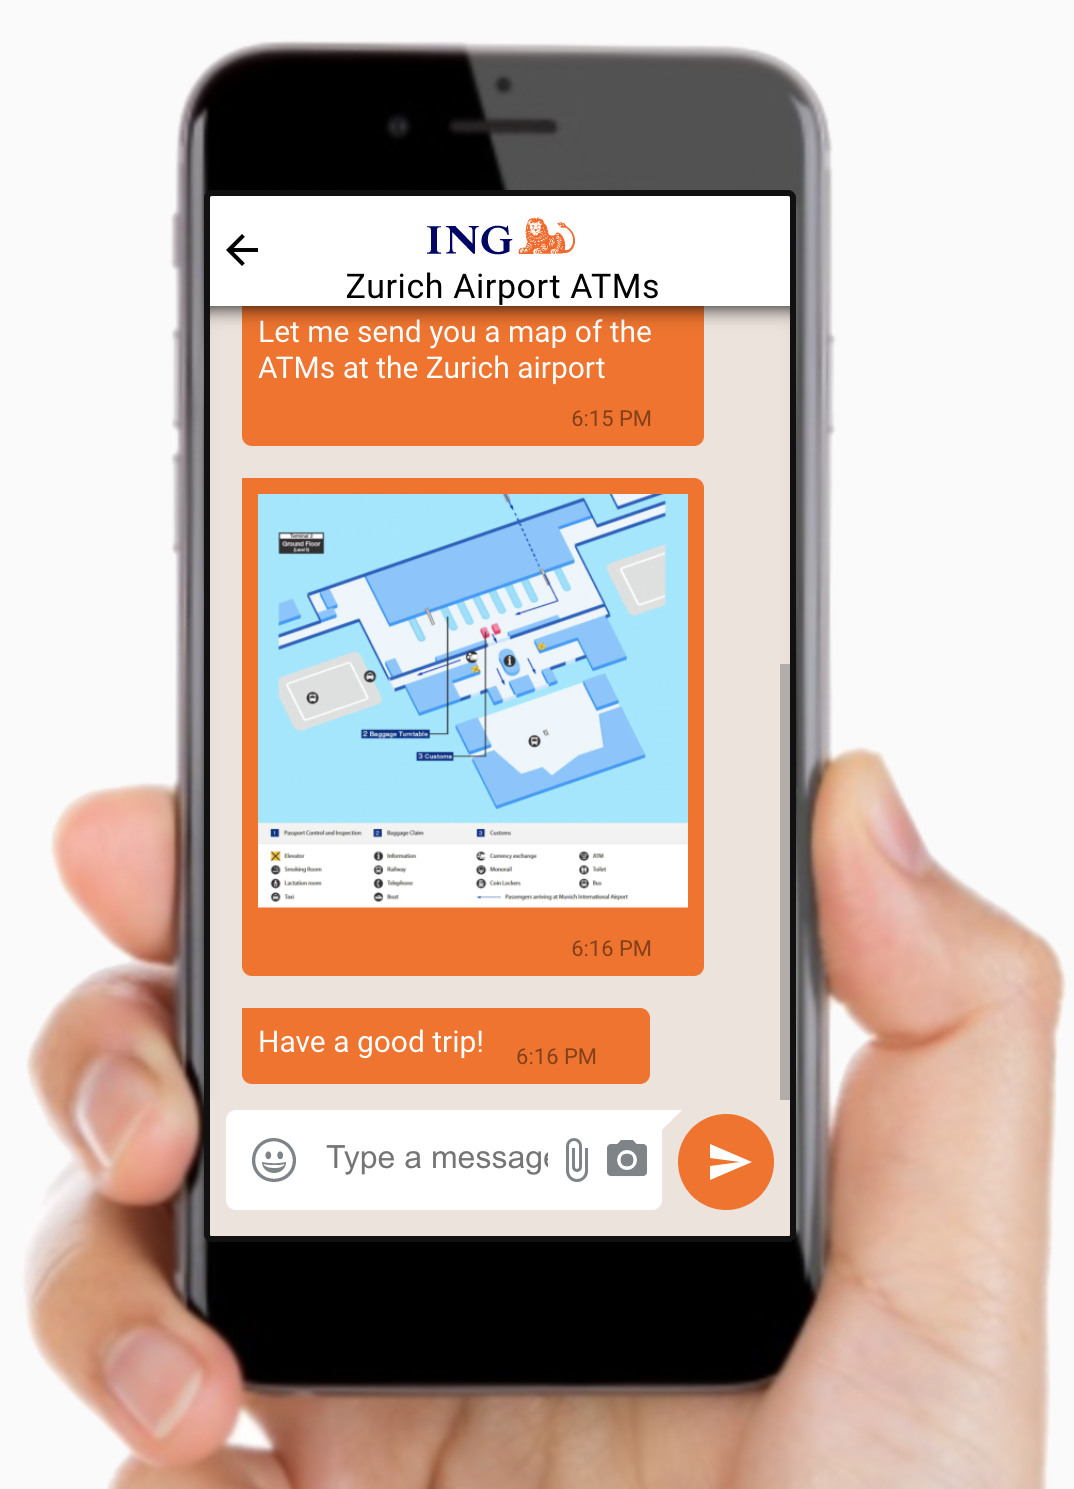 ING
Zurich Airport ATMs
Let me send you a map of the
ATMs at the Zurich airport
6:15 PM
Terminal 2
Ground Floor
2 Baggage Turntable
3 Customs
1 Passport Control and Inspection 2 Baggage Claim 3 Customs
Elevator Information Currency exchange ATM
Smoking Room Railway Monorail Toilet
Lactation room Telephone Coin Lockers Bus
Taxi Boat Passengers arriving at Munich International Airport
6:16 PM
Have a good trip! 6:16 PM
Type a message